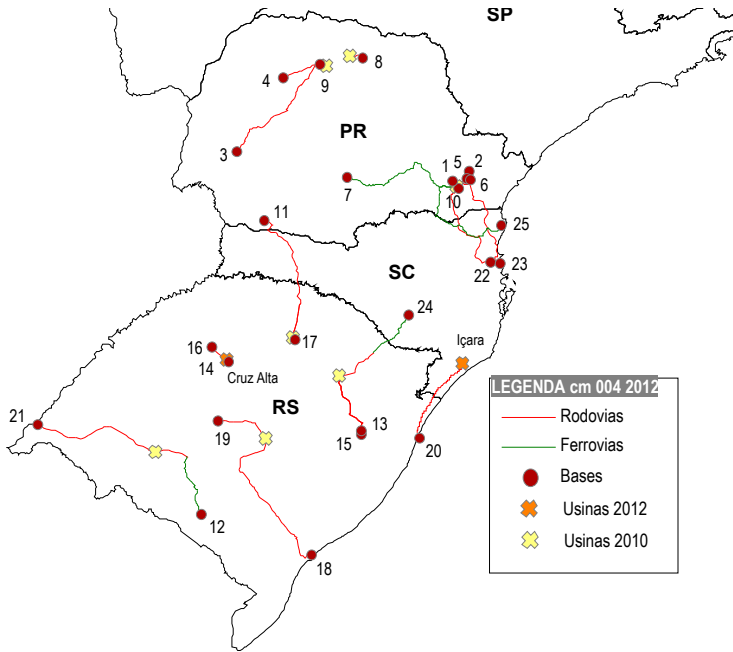 SP
8
4
9
PR
3
1
5
2
6
7
10
11
25
22
23
SC
24
16
17
Içara
14
Cruz Alta
LEGENDA cm 004 2012
21
RS
13
Rodovias
19
15
20
Ferrovias
Bases
12
Usinas 2012
Usinas 2010
18